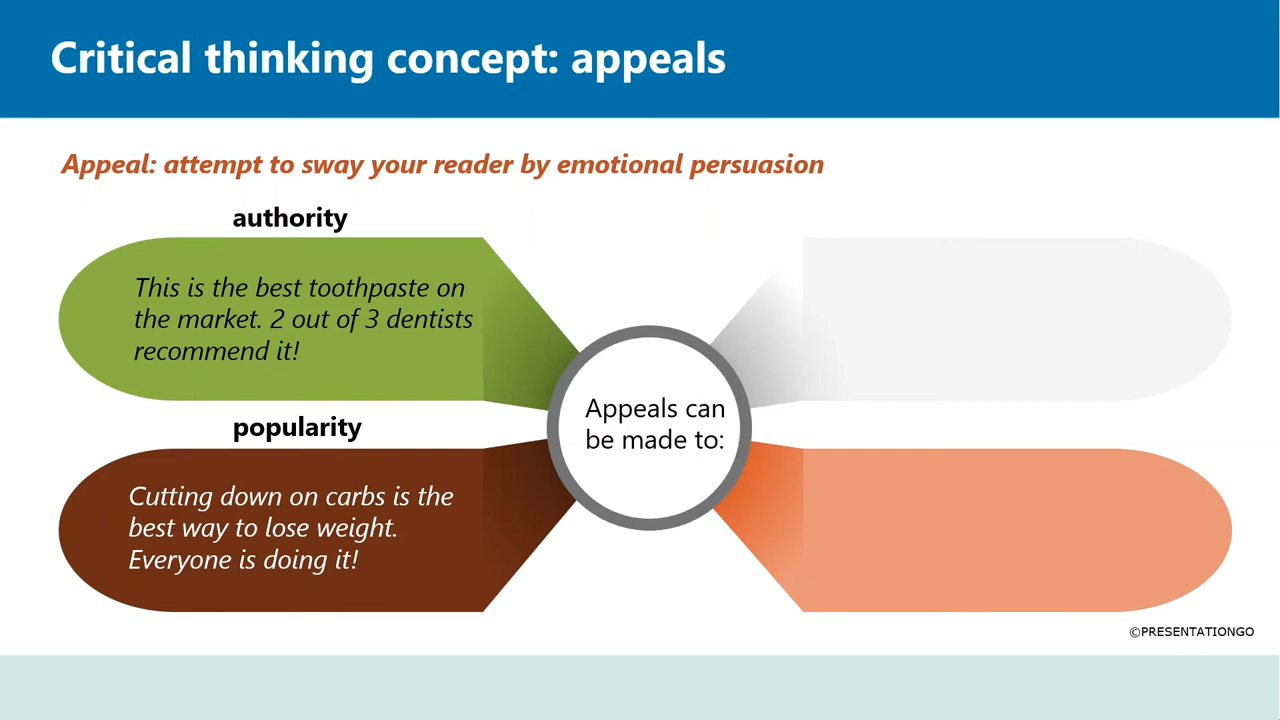 Critical thinking concept: appeals
Appeal: attempt to sway your reader by emotional persuasion
authority
This is the best toothpaste on
the market. 2 out of 3 dentists
recommend it!
popularity
Cutting down on carbs is the
best way to lose weight.
Everyone is doing it!
Appeals can
be made to:
©PRESENTATIONGO